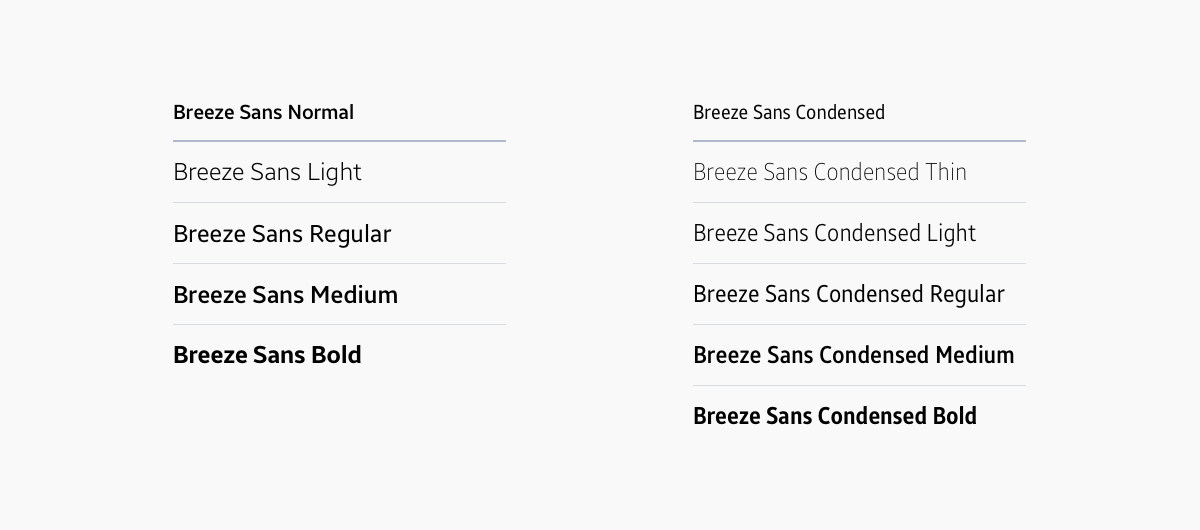 Breeze Sans Normal
Breeze Sans Light
Breeze Sans Regular
Breeze Sans Medium
Breeze Sans Bold
Breeze Sans Condensed
Breeze Sans Condensed Thin
Breeze Sans Condensed Light
Breeze Sans Condensed Regular
Breeze Sans Condensed Medium
Breeze Sans Condensed Bold